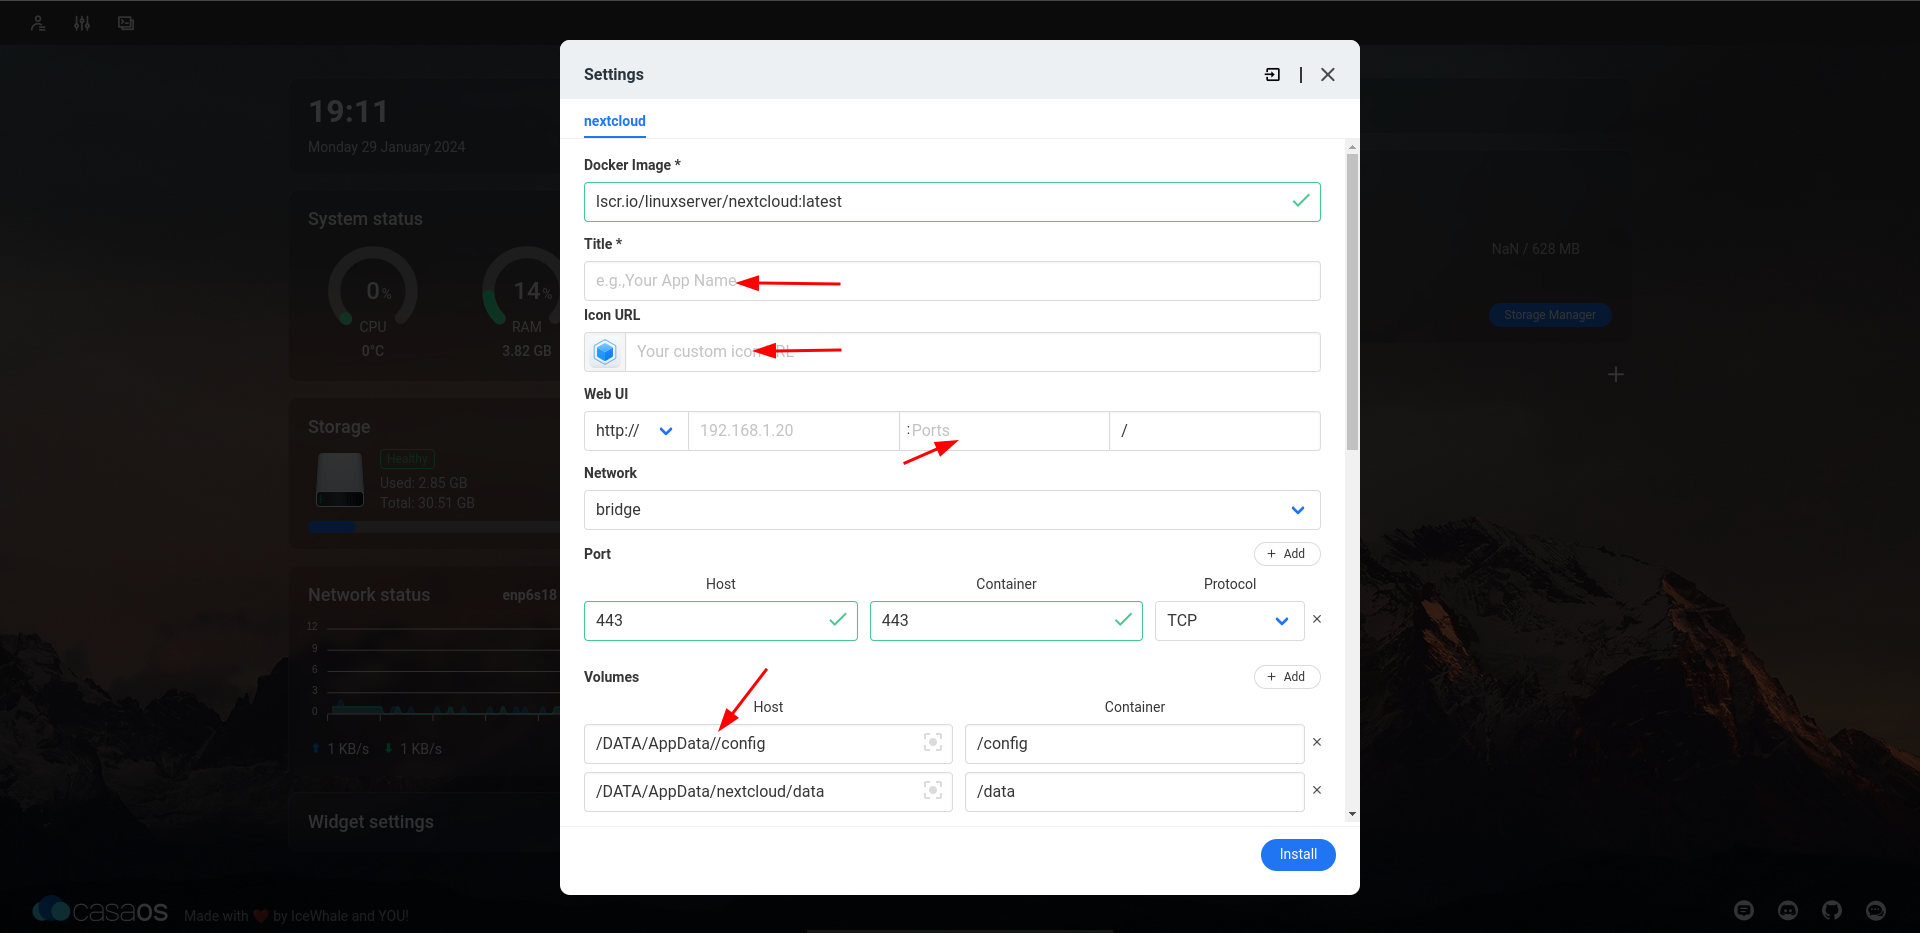 Settings
nextcloud
Docker Image *
lscr.io/linuxserver/nextcloud:latest
Title *
e.g.,Your App Name
Icon URL
Your custom icon URL
Web UI
http://
192.168.1.20
:Ports
/
Network
bridge
Port
+ Add
Host Container Protocol
443 443 TCP
Volumes
+ Add
Host Container
/DATA/AppData//config /config
/DATA/AppData/nextcloud/data /data
Install
19:11
Monday 29 January 2024
System status
0% 14%
CPU RAM
0°C 3.82 GB
Storage
Healthy
Used: 2.85 GB
Total: 30.51 GB
Network status enp6s18
12
9
6
3
0
1 KB/s 1 KB/s
Widget settings
NaN / 628 MB
Storage Manager
casaos Made with ❤️ by IceWhale and YOU!